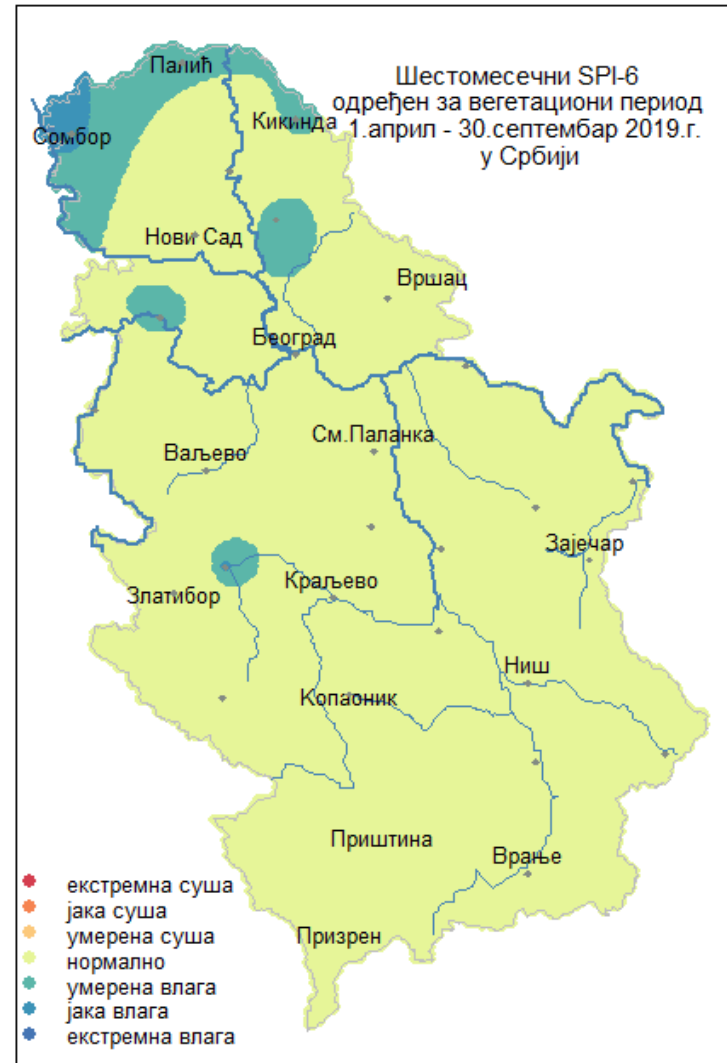 Шестомесечни SPI-6
одређен за вегетациони период
1.април - 30.септембар 2019.г.
у Србији
Палић
Сомбор
Кикинда
Нови Сад
Вршац
Београд
См.Паланка
Ваљево
Зајечар
Златибор
Краљево
Ниш
Копаоник
Приштина
Врање
Призрен
екстремна суша
јака суша
умерена суша
нормално
умерена влага
јака влага
екстремна влага